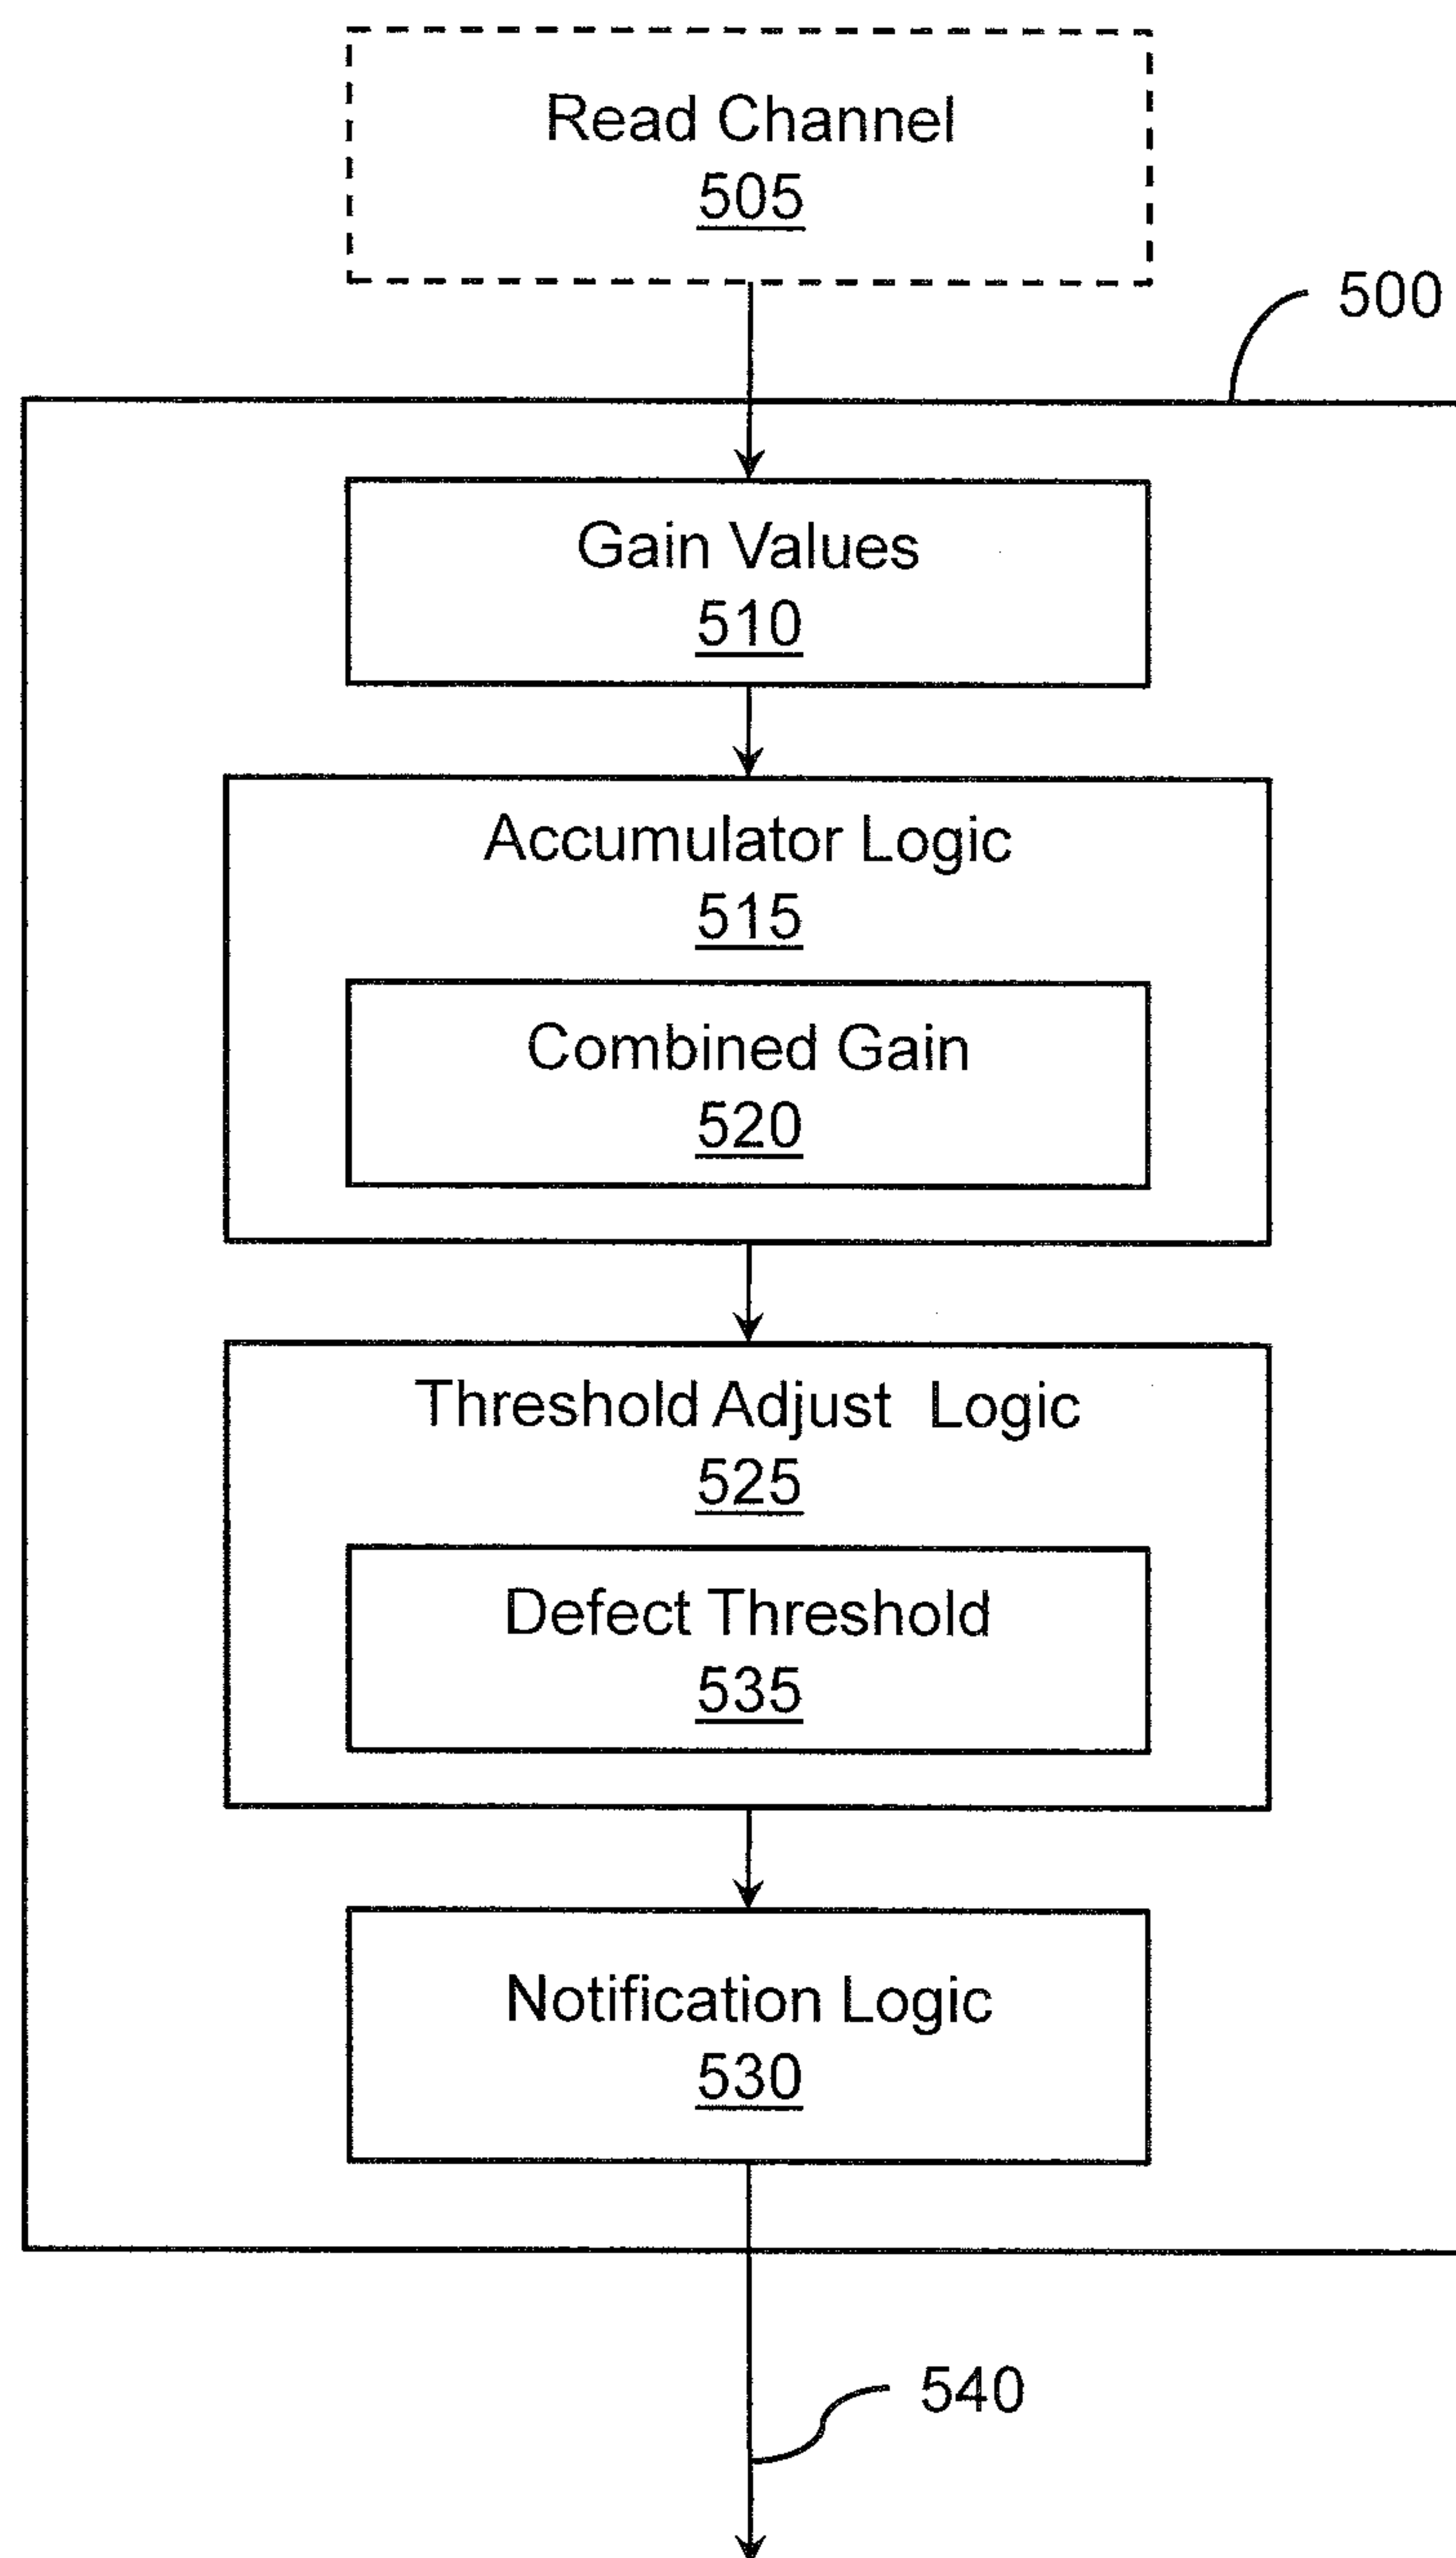 Read Channel
505
500
Gain Values
510
Accumulator Logic
515
Combined Gain
520
Threshold Adjust Logic
525
Defect Threshold
535
Notification Logic
530
540